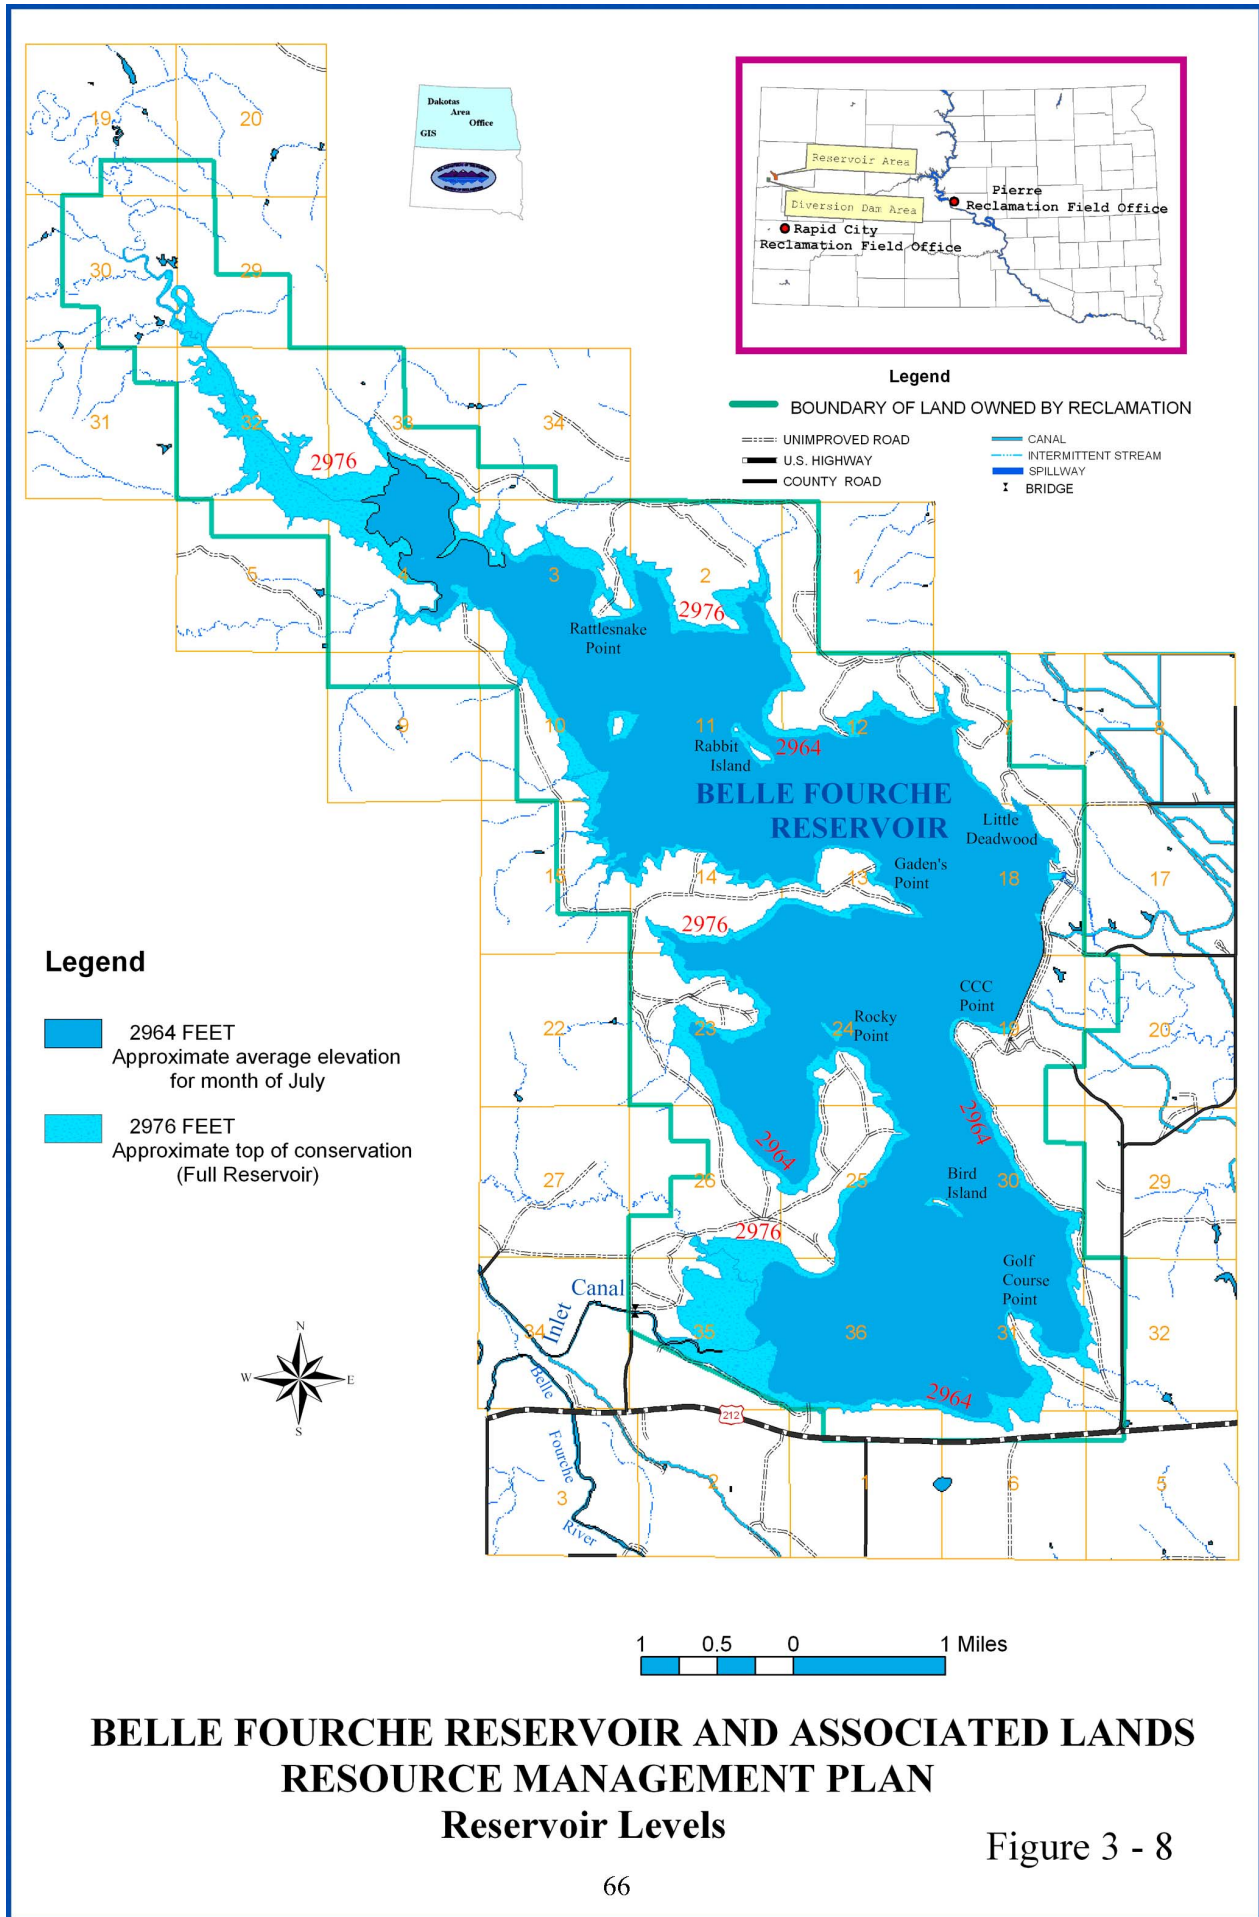 Dakotas
Area
Office
GIS
Reservoir Area
Diversion Dam Area
Pierre
Reclamation Field Office
Rapid City
Reclamation Field Office
Legend
BOUNDARY OF LAND OWNED BY RECLAMATION
UNIMPROVED ROAD
U.S. HIGHWAY
COUNTY ROAD
CANAL
INTERMITTENT STREAM
SPILLWAY
BRIDGE
19
20
30
29
31
32
33
34
2976
5
4
3
2
1
2976
Rattlesnake
Point
9
10
11
12
7
8
Rabbit
Island
2964
BELLE FOURCHE
RESERVOIR
Little
Deadwood
15
14
13
18
17
Gaden's
Point
2976
CCC
Point
22
23
24
19
20
Rocky
Point
2964
2964
27
26
25
30
29
Bird
Island
2976
Golf
Course
Point
Inlet
Canal
34
35
36
31
32
2964
212
Belle
Fourche
River
3
2
1
6
5
Legend
2964 FEET
Approximate average elevation
for month of July
2976 FEET
Approximate top of conservation
(Full Reservoir)
N
W
E
S
1 0.5 0 1 Miles
BELLE FOURCHE RESERVOIR AND ASSOCIATED LANDS
RESOURCE MANAGEMENT PLAN
Reservoir Levels
Figure 3 - 8
66